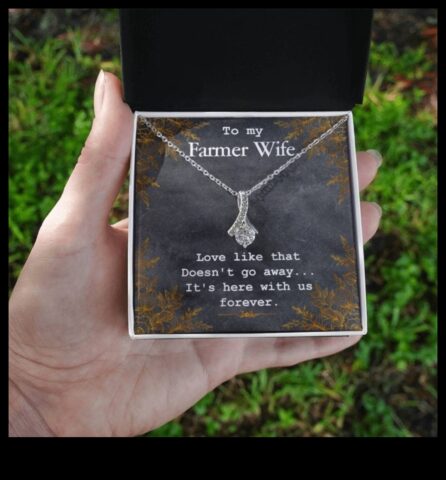 To my
Farmer Wife
Love like that
Doesn't go away...
It's here with us
forever.